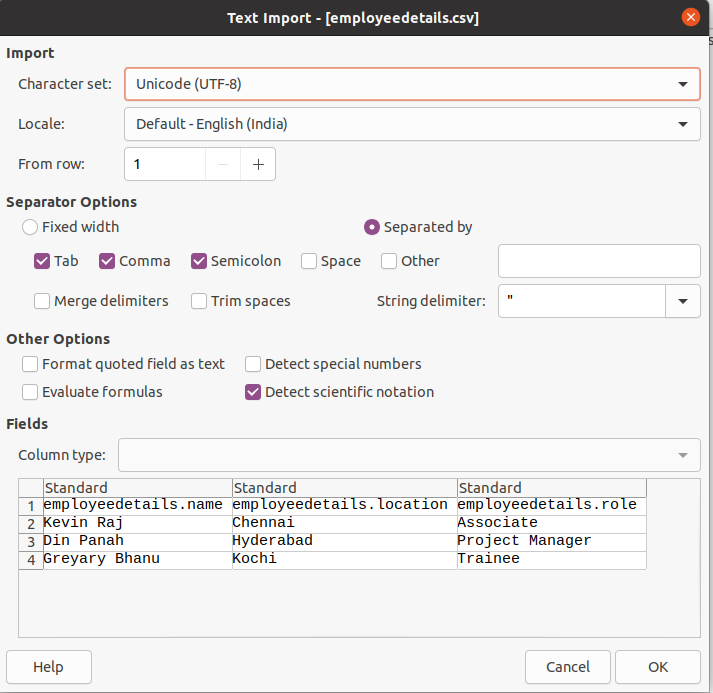 Text Import - [employeedetails.csv]
Import
Character set: Unicode (UTF-8)
Locale: Default - English (India)
From row: 1
Separator Options
Fixed width Separated by
Tab Comma Semicolon Space Other
Merge delimiters Trim spaces String delimiter: "
Other Options
Format quoted field as text Detect special numbers
Evaluate formulas Detect scientific notation
Fields
Column type:
Standard Standard Standard
1 employeedetails.name employeedetails.location employeedetails.role
2 Kevin Raj Chennai Associate
3 Din Panah Hyderabad Project Manager
4 Greyary Bhanu Kochi Trainee
Help Cancel OK